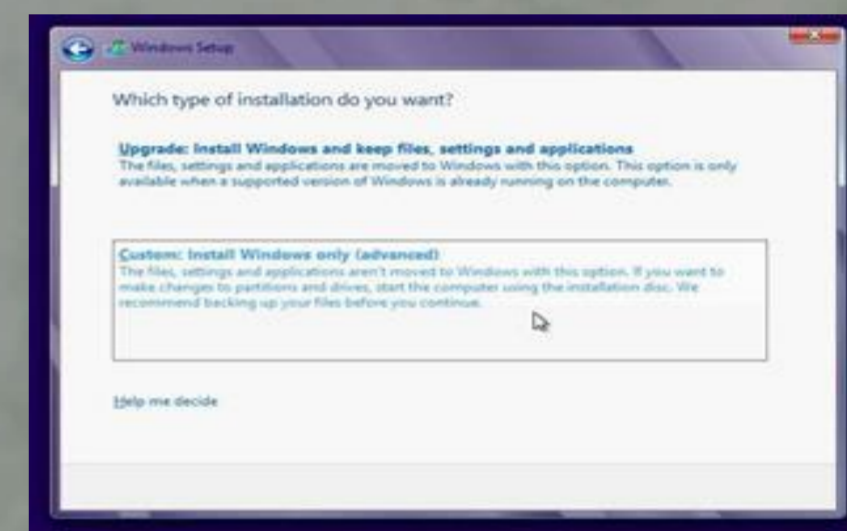 Windows Setup
Which type of installation do you want?
Upgrade: Install Windows and keep files, settings and applications
The files, settings and applications are moved to Windows with this option. This option is only
available when a supported version of Windows is already running on the computer.
Custom: Install Windows only (advanced)
The files, settings and applications aren't moved to Windows with this option. If you want to
make changes to partitions and drives, start the computer using the installation disc. We
recommend backing up your files before you continue.
Help me decide